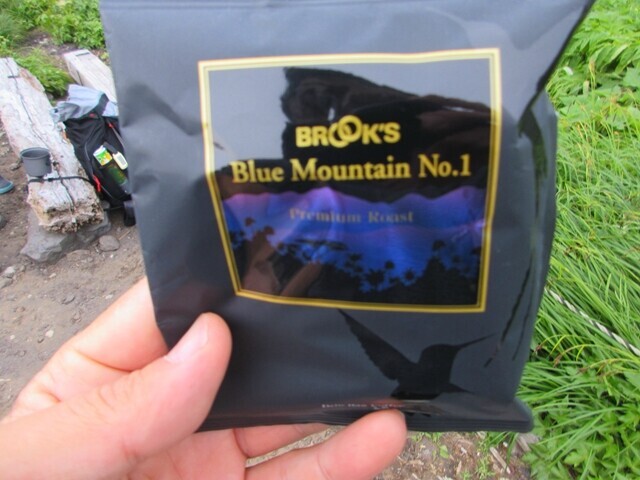 BROOK'S
Blue Mountain No.1
Premium Roast